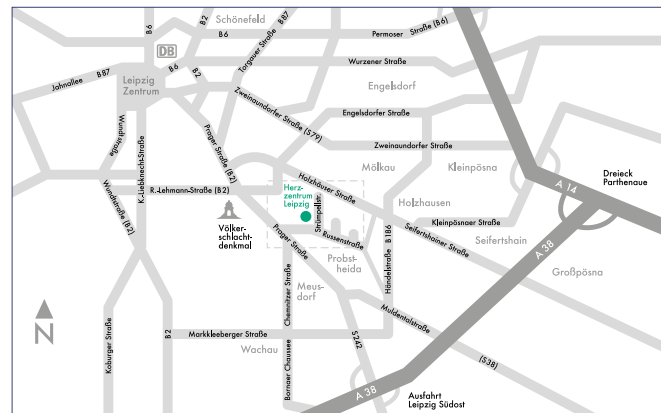 Schönefeld
B6
B2
B 6
Permoser Straße (B6)
Torgauer Straße
B87
DB
B6
B2
Wurzener Straße
Jahnallee B 87
Leipzig
Zentrum
Engelsdorf
Engelsdorfer Straße
Zweinaundorfer Straße (S79)
Wundtstraße
Prager Straße (B2)
K.-Liebknecht-Straße
Zweinaundorfer Straße
Mölkau
Kleinpösna
A 14
Dreieck
Parthenaue
Wundtstraße (B2)
R.-Lehmann-Straße (B 2)
Herz-
zentrum
Leipzig
Strümpellstr.
Holzhäuser Straße
Holzhausen
Völker-
schlacht-
denkmal
Prager Straße
Russenstraße
Probst-
heida
B 186
Kleinpösnaer Straße
Seifertshainer Straße
Seifertshain
A 38
Großpösna
Meus-
dorf
Händelstraße
Chemnitzer Straße
N
Koburger Straße
B2
Markkleeberger Straße
Wachau
Bornaer Chaussee
S242
Muldentalstraße
(S38)
A 38
Ausfahrt
Leipzig Südost